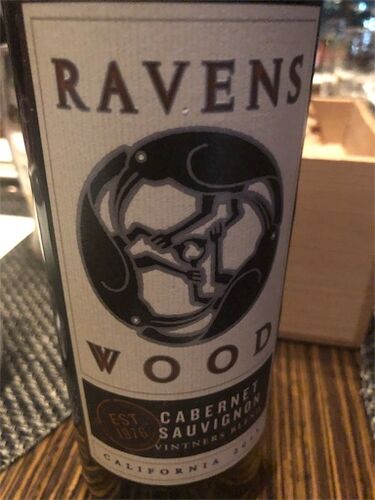 RAVENS
WOOD
EST.
1976
CABERNET
SAUVIGNON
VINTNERS BLEND
CALIFORNIA